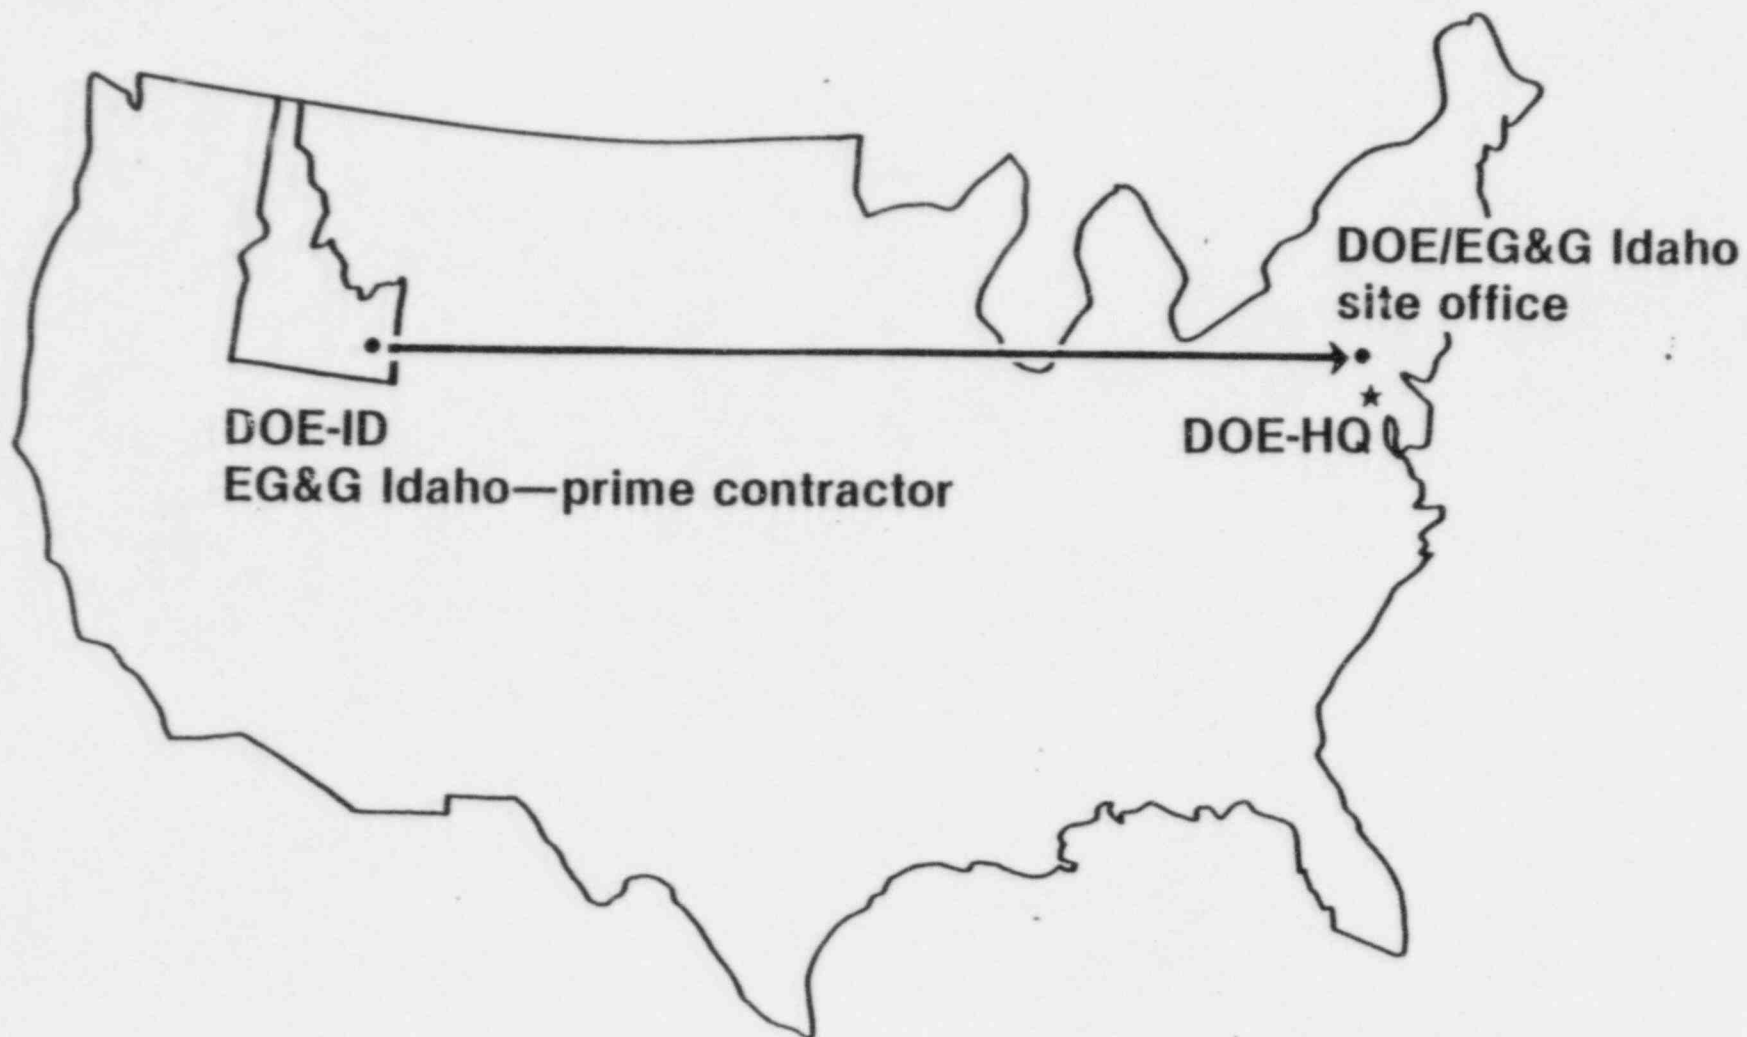 DOE/EG&G Idaho
site office
DOE-HQ
DOE-ID
EG&G Idaho—prime contractor